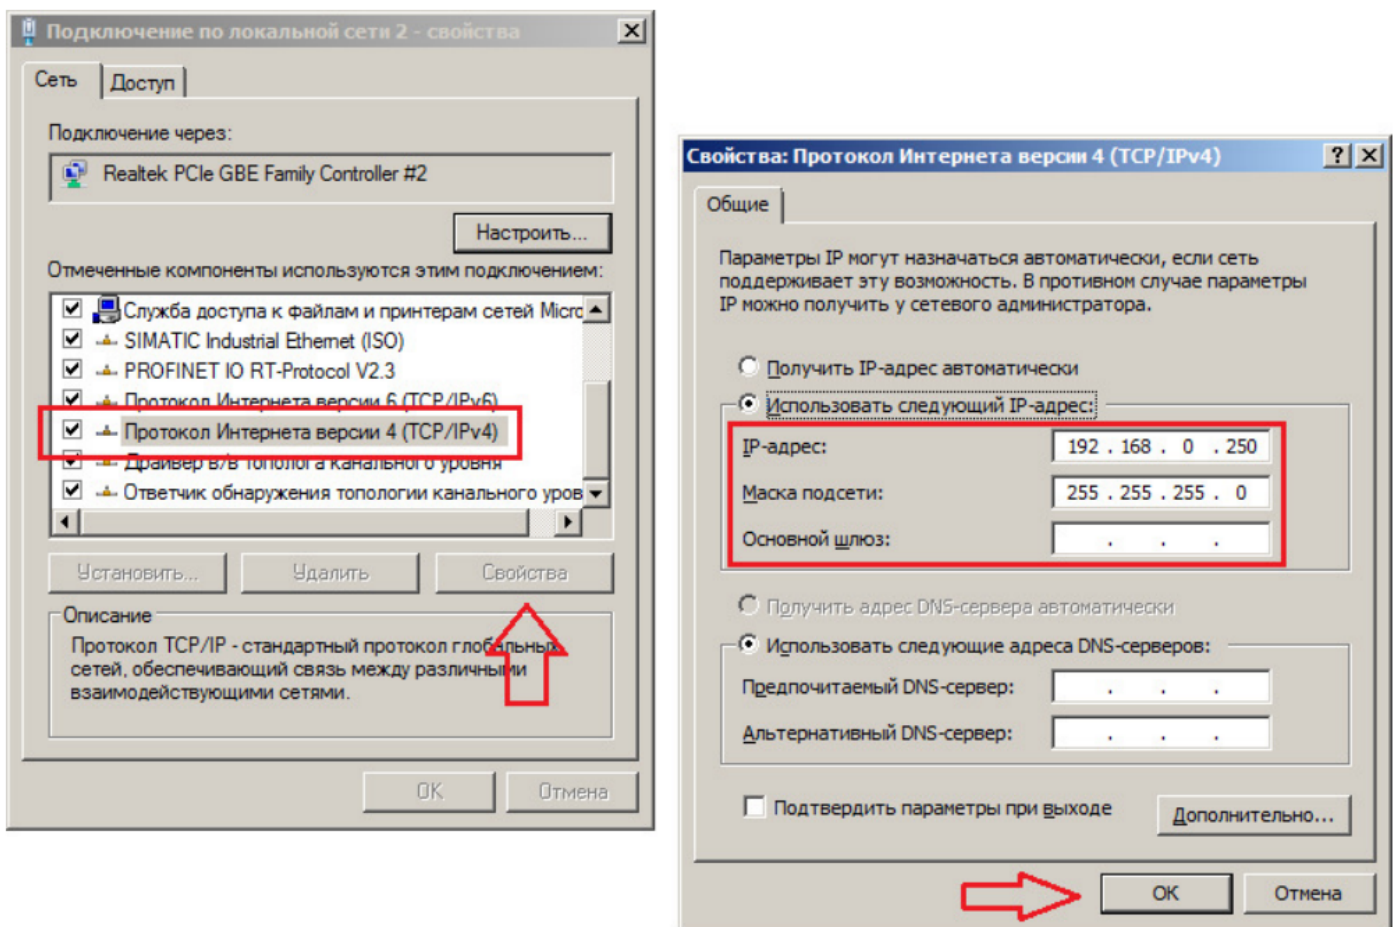 Подключение по локальной сети 2 - свойства
Сеть
Доступ
Подключение через:
Realtek PCIe GBE Family Controller #2
Настроить...
Отмеченные компоненты используются этим подключением:
Служба доступа к файлам и принтерам сетей Micro
SIMATIC Industrial Ethernet (ISO)
PROFINET IO RT-Protocol V2.3
Протокол Интернета версии 6 (TCP/IPv6)
Протокол Интернета версии 4 (TCP/IPv4)
Драйвер в/в тополога канального уровня
Ответчик обнаружения топологии канального уров
Установить...
Удалить
Свойства
Описание
Протокол TCP/IP - стандартный протокол глобальных
сетей, обеспечивающий связь между различными
взаимодействующими сетями.
OK
Отмена
Свойства: Протокол Интернета версии 4 (TCP/IPv4)
Общие
Параметры IP могут назначаться автоматически, если сеть
поддерживает эту возможность. В противном случае параметры
IP можно получить у сетевого администратора.
Получить IP-адрес автоматически
Использовать следующий IP-адрес:
IP-адрес:
192 . 168 . 0 . 250
Маска подсети:
255 . 255 . 255 . 0
Основной шлюз:
. . .
Получить адрес DNS-сервера автоматически
Использовать следующие адреса DNS-серверов:
Предпочитаемый DNS-сервер:
. . .
Альтернативный DNS-сервер:
. . .
Подтвердить параметры при выходе
Дополнительно...
OK
Отмена